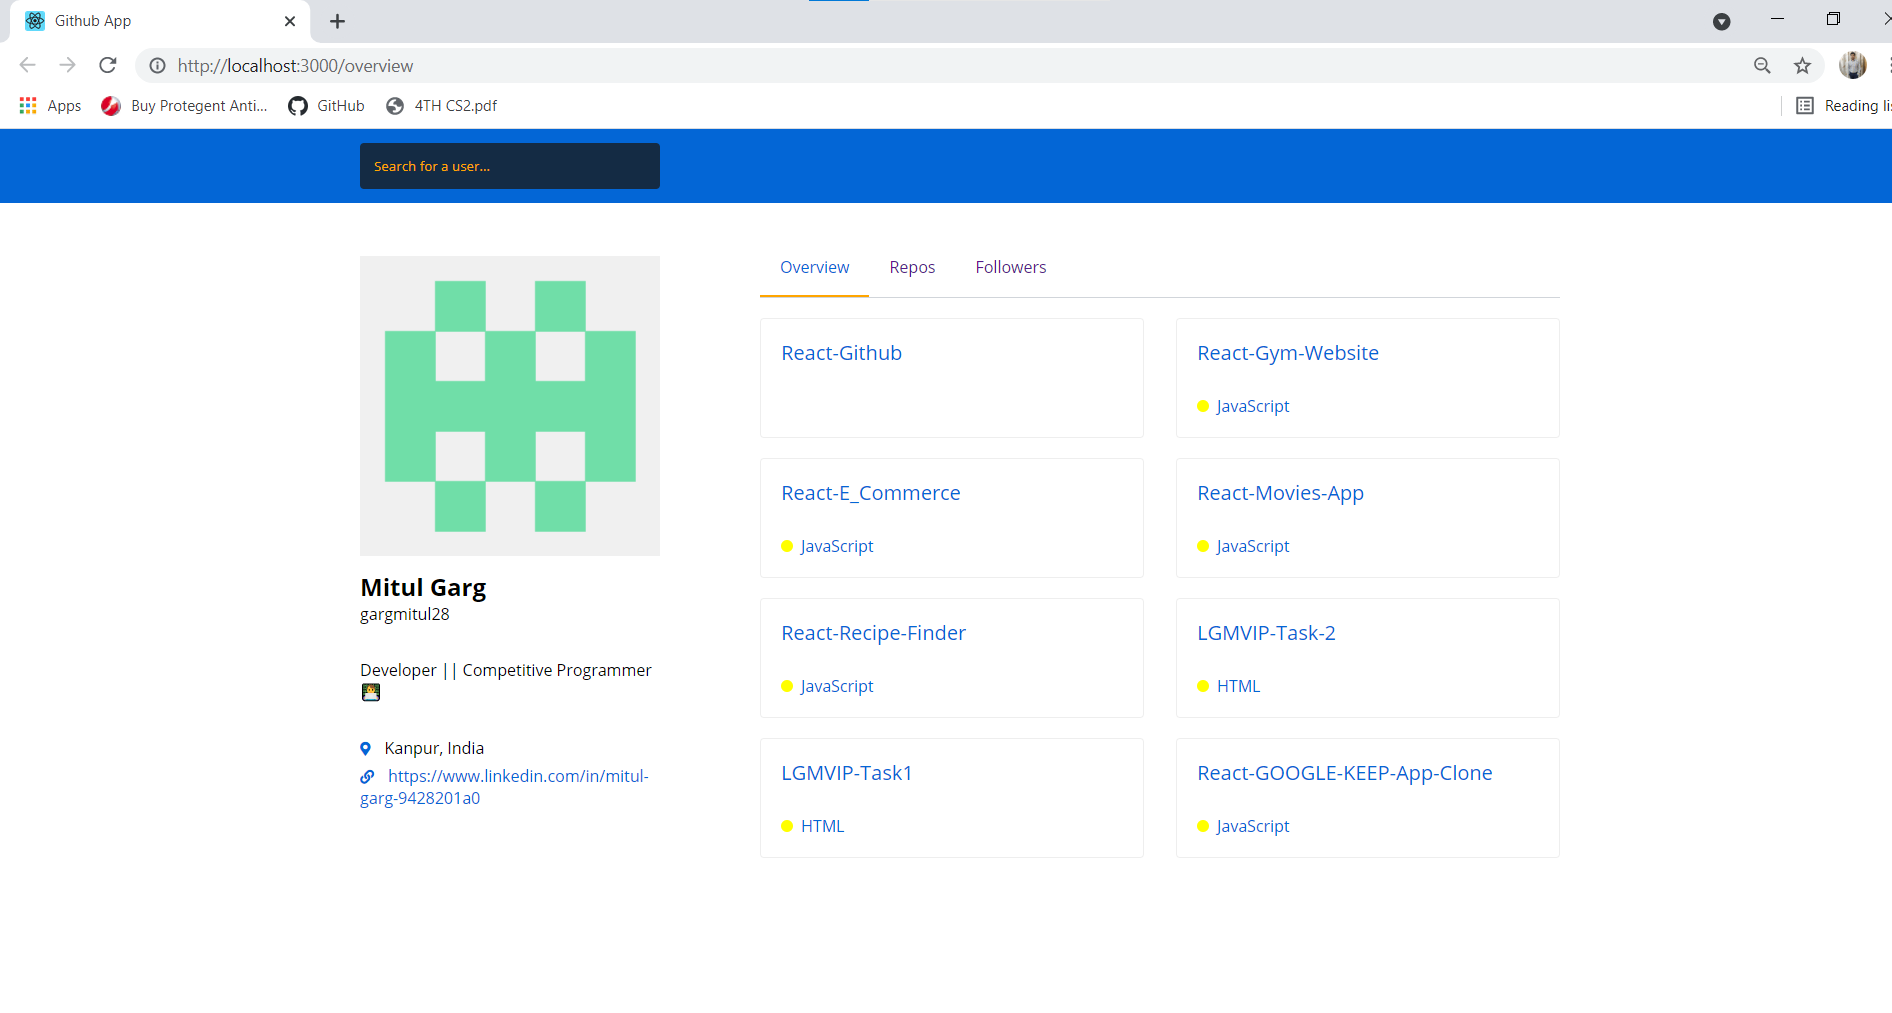 Github App
http://localhost:3000/overview
Apps Buy Protegent Anti... GitHub 4TH CS2.pdf Reading
Search for a user...
Overview Repos Followers
React-Github
React-Gym-Website
JavaScript
React-E_Commerce
JavaScript
React-Movies-App
JavaScript
React-Recipe-Finder
JavaScript
LGMVIP-Task-2
HTML
LGMVIP-Task1
HTML
React-GOOGLE-KEEP-App-Clone
JavaScript
Mitul Garg
gargmitul28
Developer || Competitive Programmer
Kanpur, India
https://www.linkedin.com/in/mitul-
garg-9428201a0